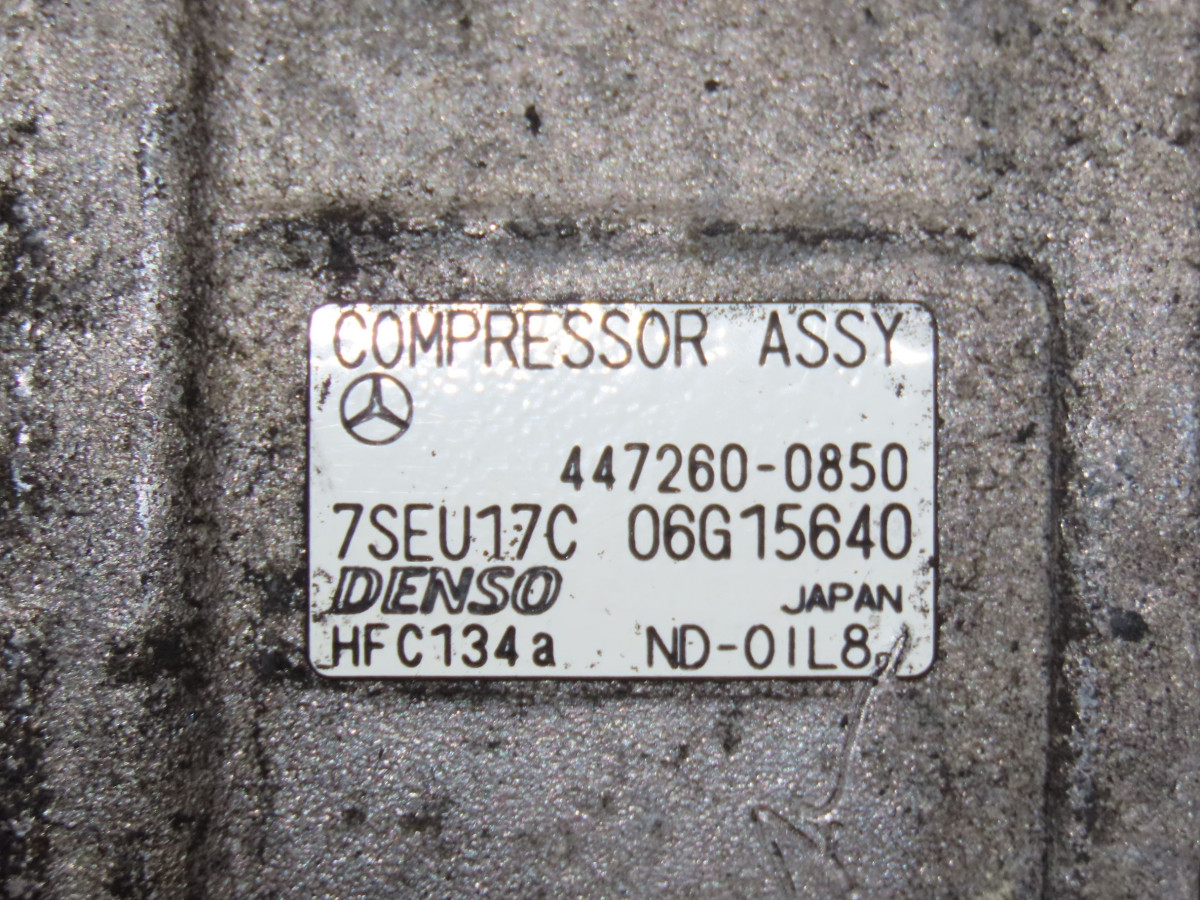 COMPRESSOR ASSY
447260-0850
7SEU17C 06G15640
DENSO JAPAN
HFC134a ND-OIL8